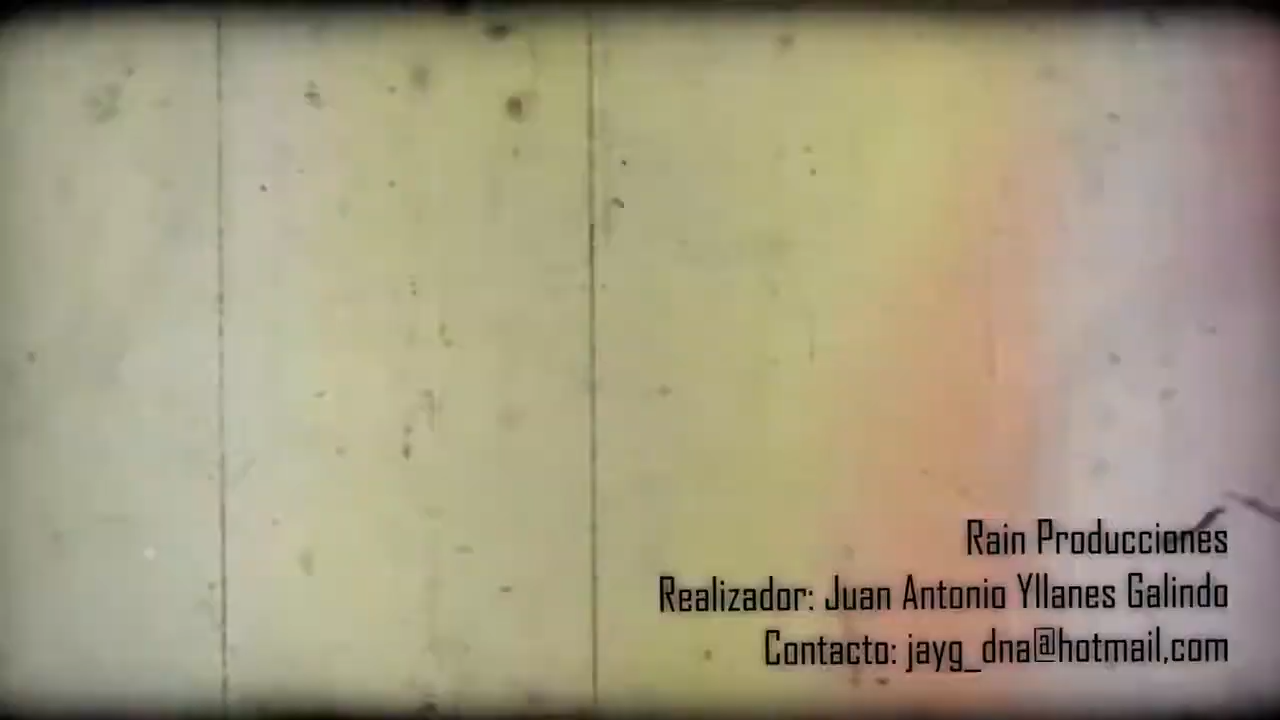 Rain Producciones
Realizador: Juan Antonio Yllanes Galindo
Contacto: jayg_dna@hotmail,com